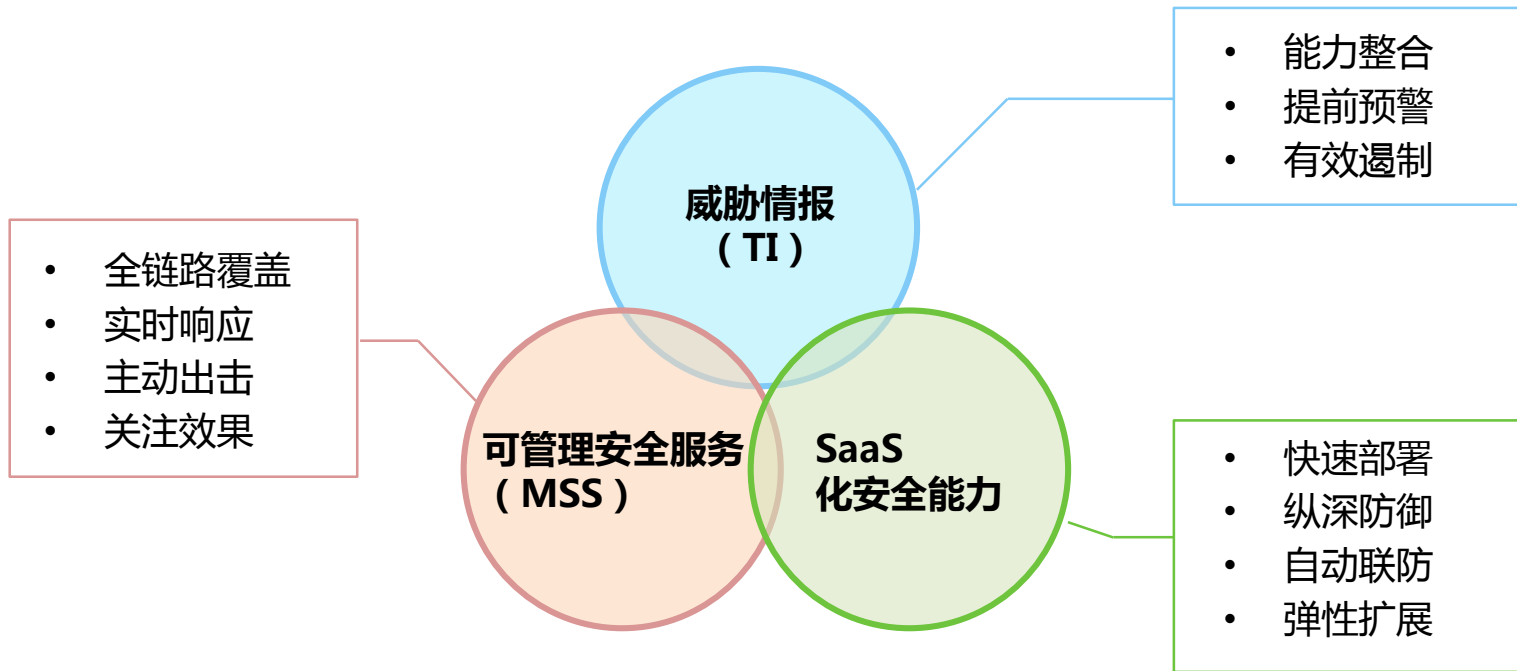 • 能力整合
• 提前预警
• 有效遏制
威胁情报
（TI）
• 全链路覆盖
• 实时响应
• 主动出击
• 关注效果
可管理安全服务
（MSS）
SaaS
化安全能力
• 快速部署
• 纵深防御
• 自动联防
• 弹性扩展